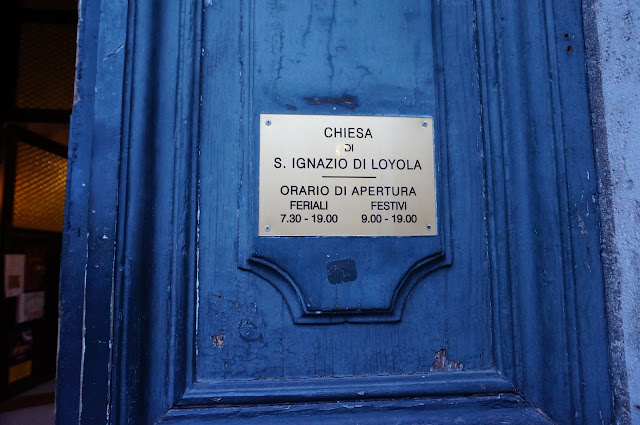 CHIESA
DI
S. IGNAZIO DI LOYOLA
ORARIO DI APERTURA
FERIALI FESTIVI
7.30 - 19.00 9.00 - 19.00